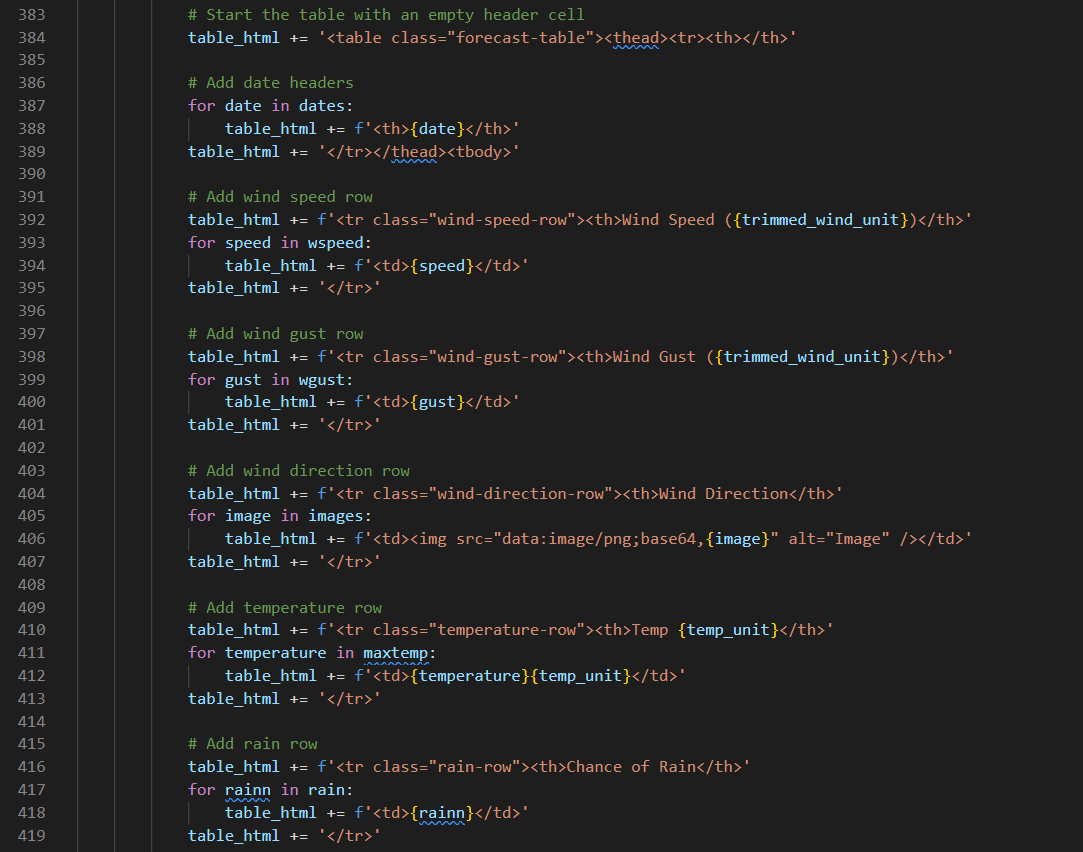 383 # Start the table with an empty header cell
384 table_html += '<table class="forecast-table"><thead><tr><th></th>'
385
386 # Add date headers
387 for date in dates:
388     table_html += f'<th>{date}</th>'
389 table_html += '</tr></thead><tbody>'
390
391 # Add wind speed row
392 table_html += f'<tr class="wind-speed-row"><th>Wind Speed ({trimmed_wind_unit})</th>'
393 for speed in wspeed:
394     table_html += f'<td>{speed}</td>'
395 table_html += '</tr>'
396
397 # Add wind gust row
398 table_html += f'<tr class="wind-gust-row"><th>Wind Gust ({trimmed_wind_unit})</th>'
399 for gust in wgust:
400     table_html += f'<td>{gust}</td>'
401 table_html += '</tr>'
402
403 # Add wind direction row
404 table_html += f'<tr class="wind-direction-row"><th>Wind Direction</th>'
405 for image in images:
406     table_html += f'<td><img src="data:image/png;base64,{image}" alt="Image" /></td>'
407 table_html += '</tr>'
408
409 # Add temperature row
410 table_html += f'<tr class="temperature-row"><th>Temp {temp_unit}</th>'
411 for temperature in maxtemp:
412     table_html += f'<td>{temperature}{temp_unit}</td>'
413 table_html += '</tr>'
414
415 # Add rain row
416 table_html += f'<tr class="rain-row"><th>Chance of Rain</th>'
417 for rainn in rain:
418     table_html += f'<td>{rainn}</td>'
419 table_html += '</tr>'